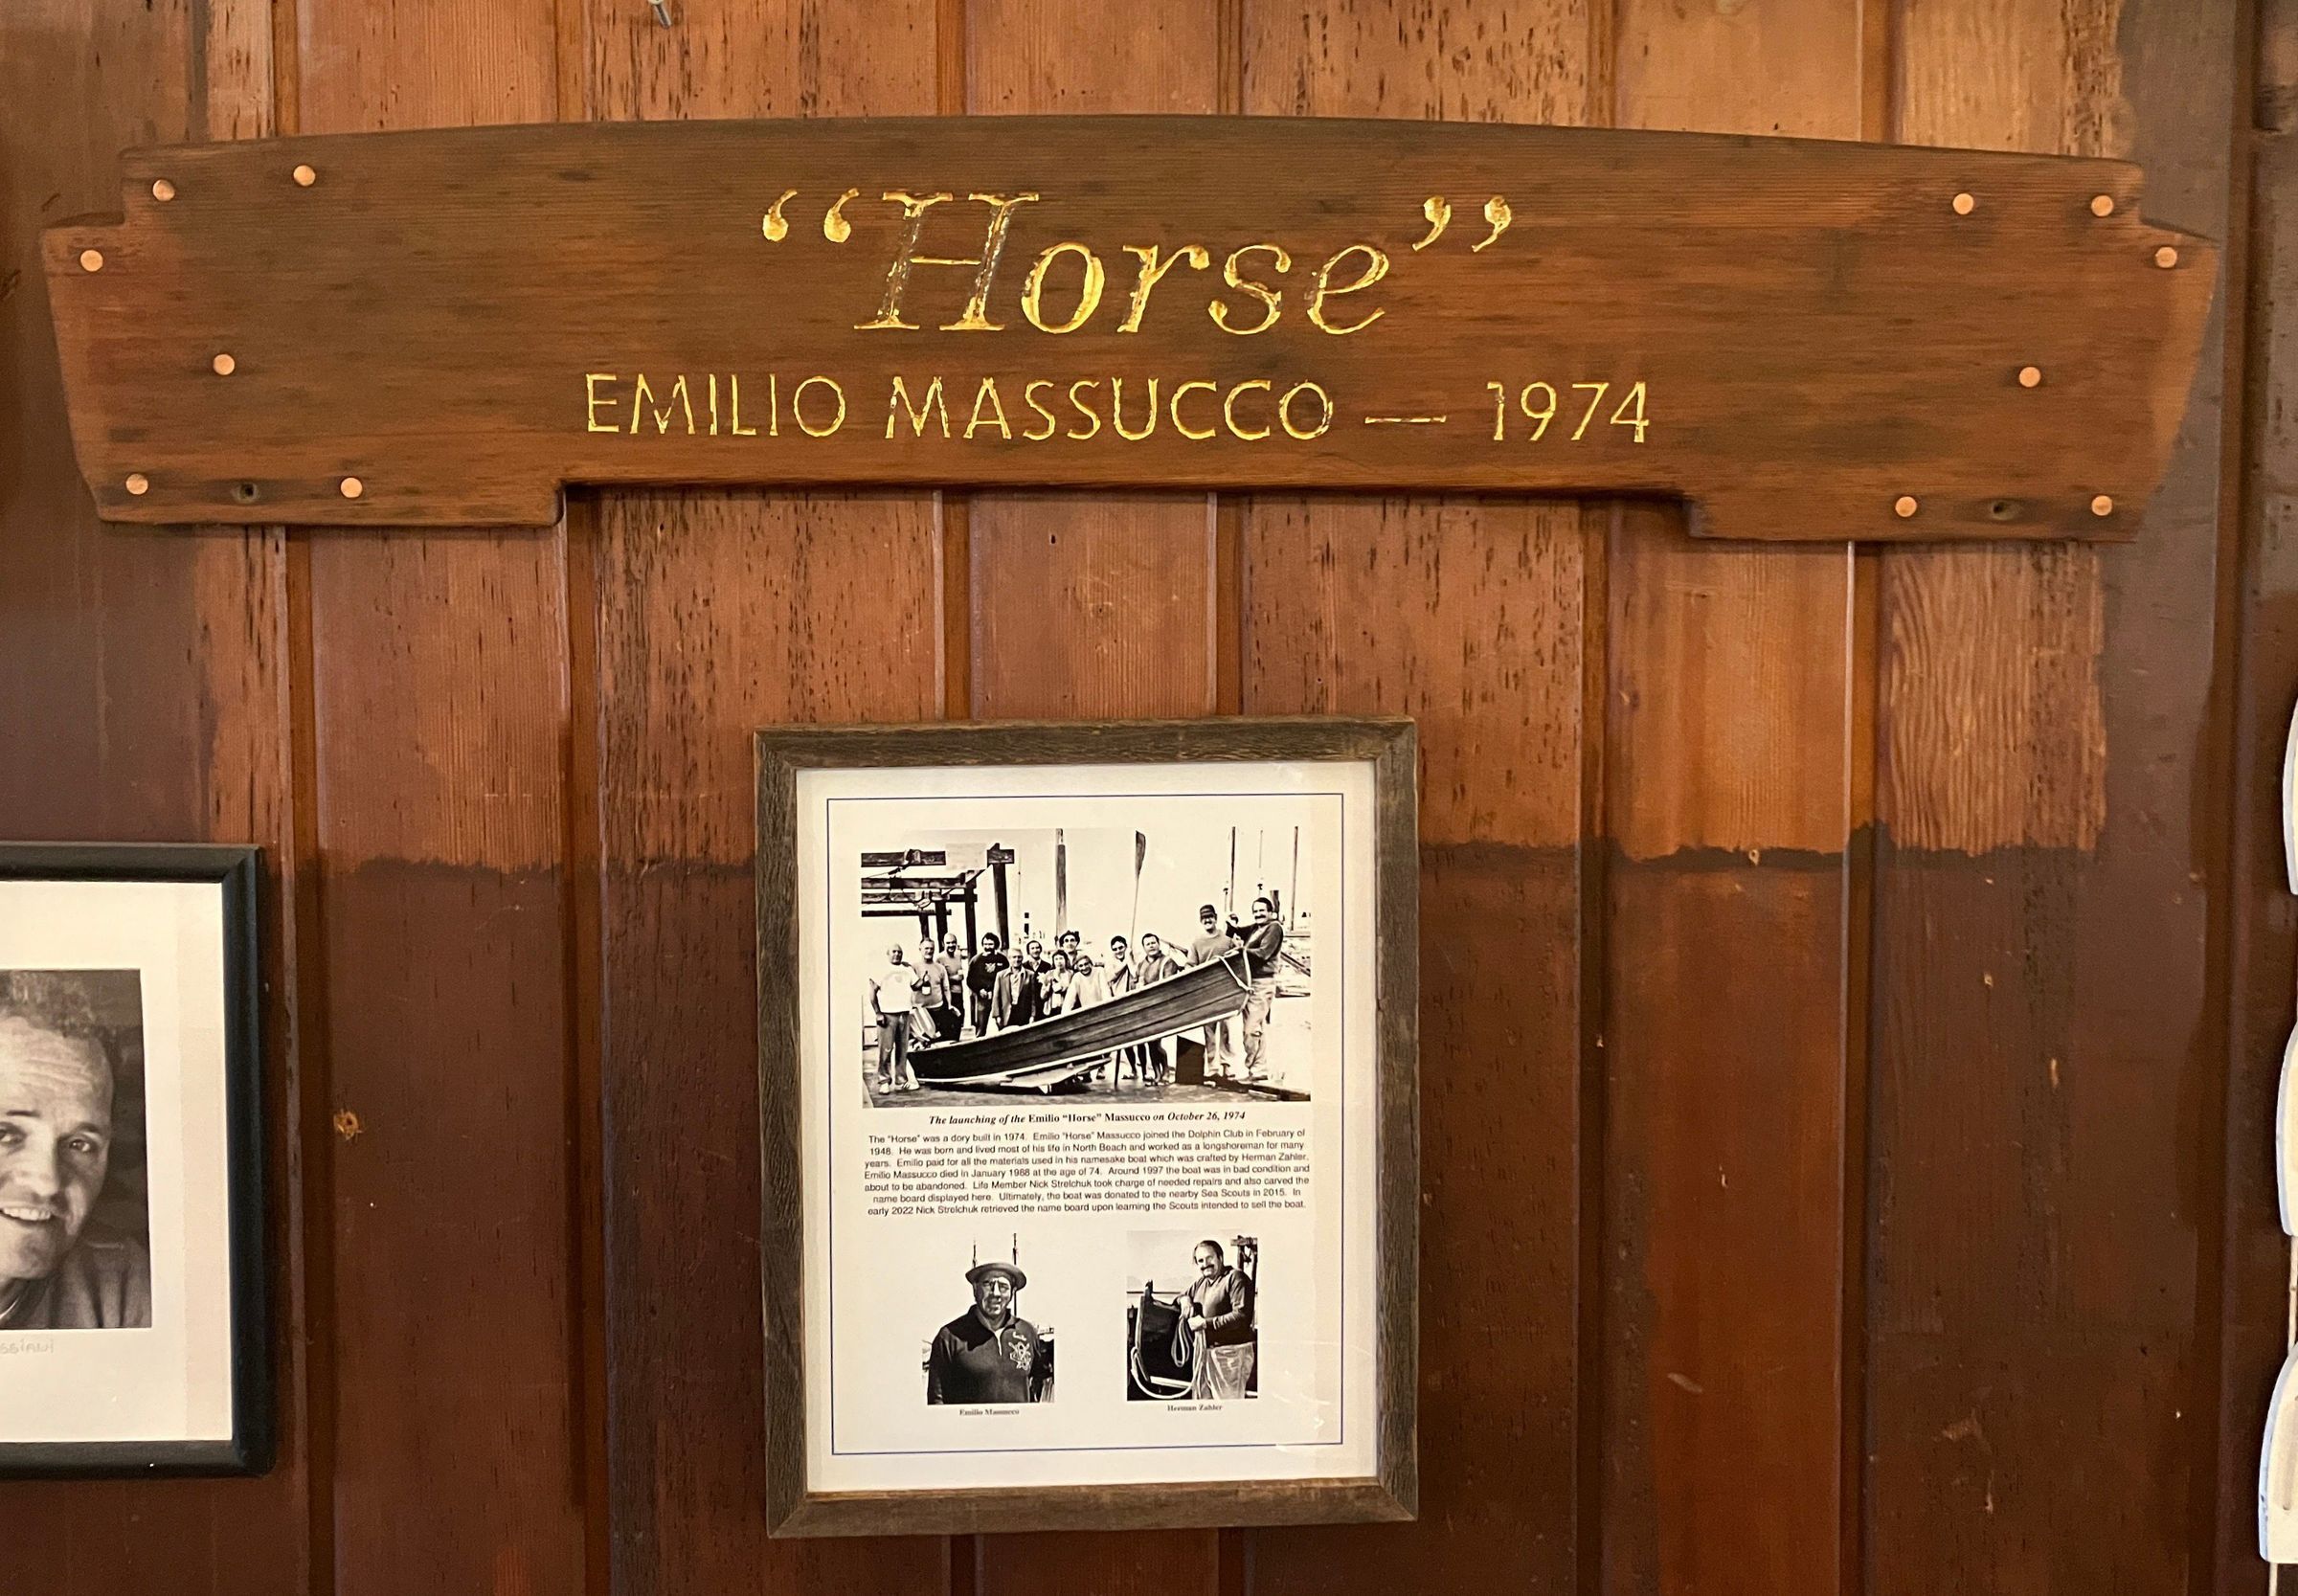 “Horse”
EMILIO MASSUCCO — 1974
The launching of the Emilio “Horse” Massucco on October 26, 1974
The “Horse” was a dory built in 1974. Emilio “Horse” Massucco joined the Dolphin Club in February of
1948. He was born and lived most of his life in North Beach and worked as a longshoreman for many
years. Emilio paid for all the materials used in his namesake boat which was crafted by Herman Zahler.
Emilio Massucco died in January 1988 at the age of 74. Around 1997 the boat was in bad condition and
about to be abandoned. Life Member Nick Strelchuk took charge of needed repairs and also carved the
name board displayed here. Ultimately, the boat was donated to the nearby Sea Scouts in 2015. In
early 2022 Nick Strelchuk retrieved the name board upon learning the Scouts intended to sell the boat.
Emilio Massucco
Herman Zahler